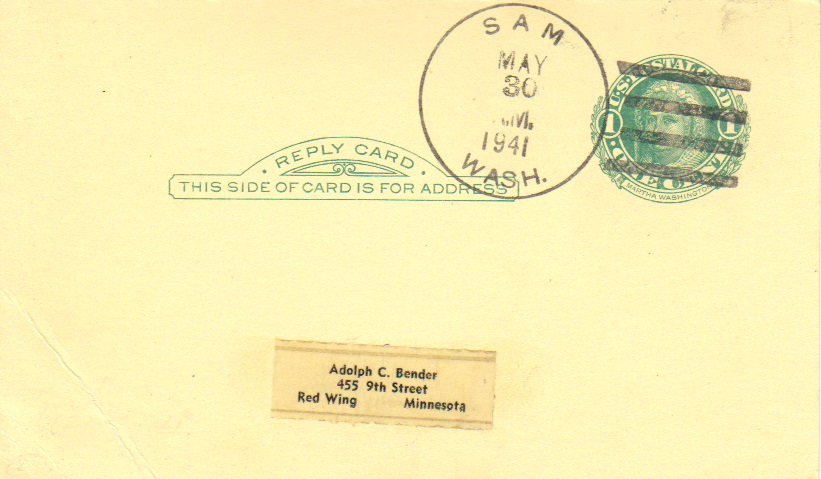 SAM
MAY
30
M.
1941
WASH.
U·S·POSTAL CARD
1 1
ONE CENT
MARTHA WASHINGTON
· REPLY CARD ·
THIS SIDE OF CARD IS FOR ADDRESS
Adolph C. Bender
455 9th Street
Red Wing Minnesota